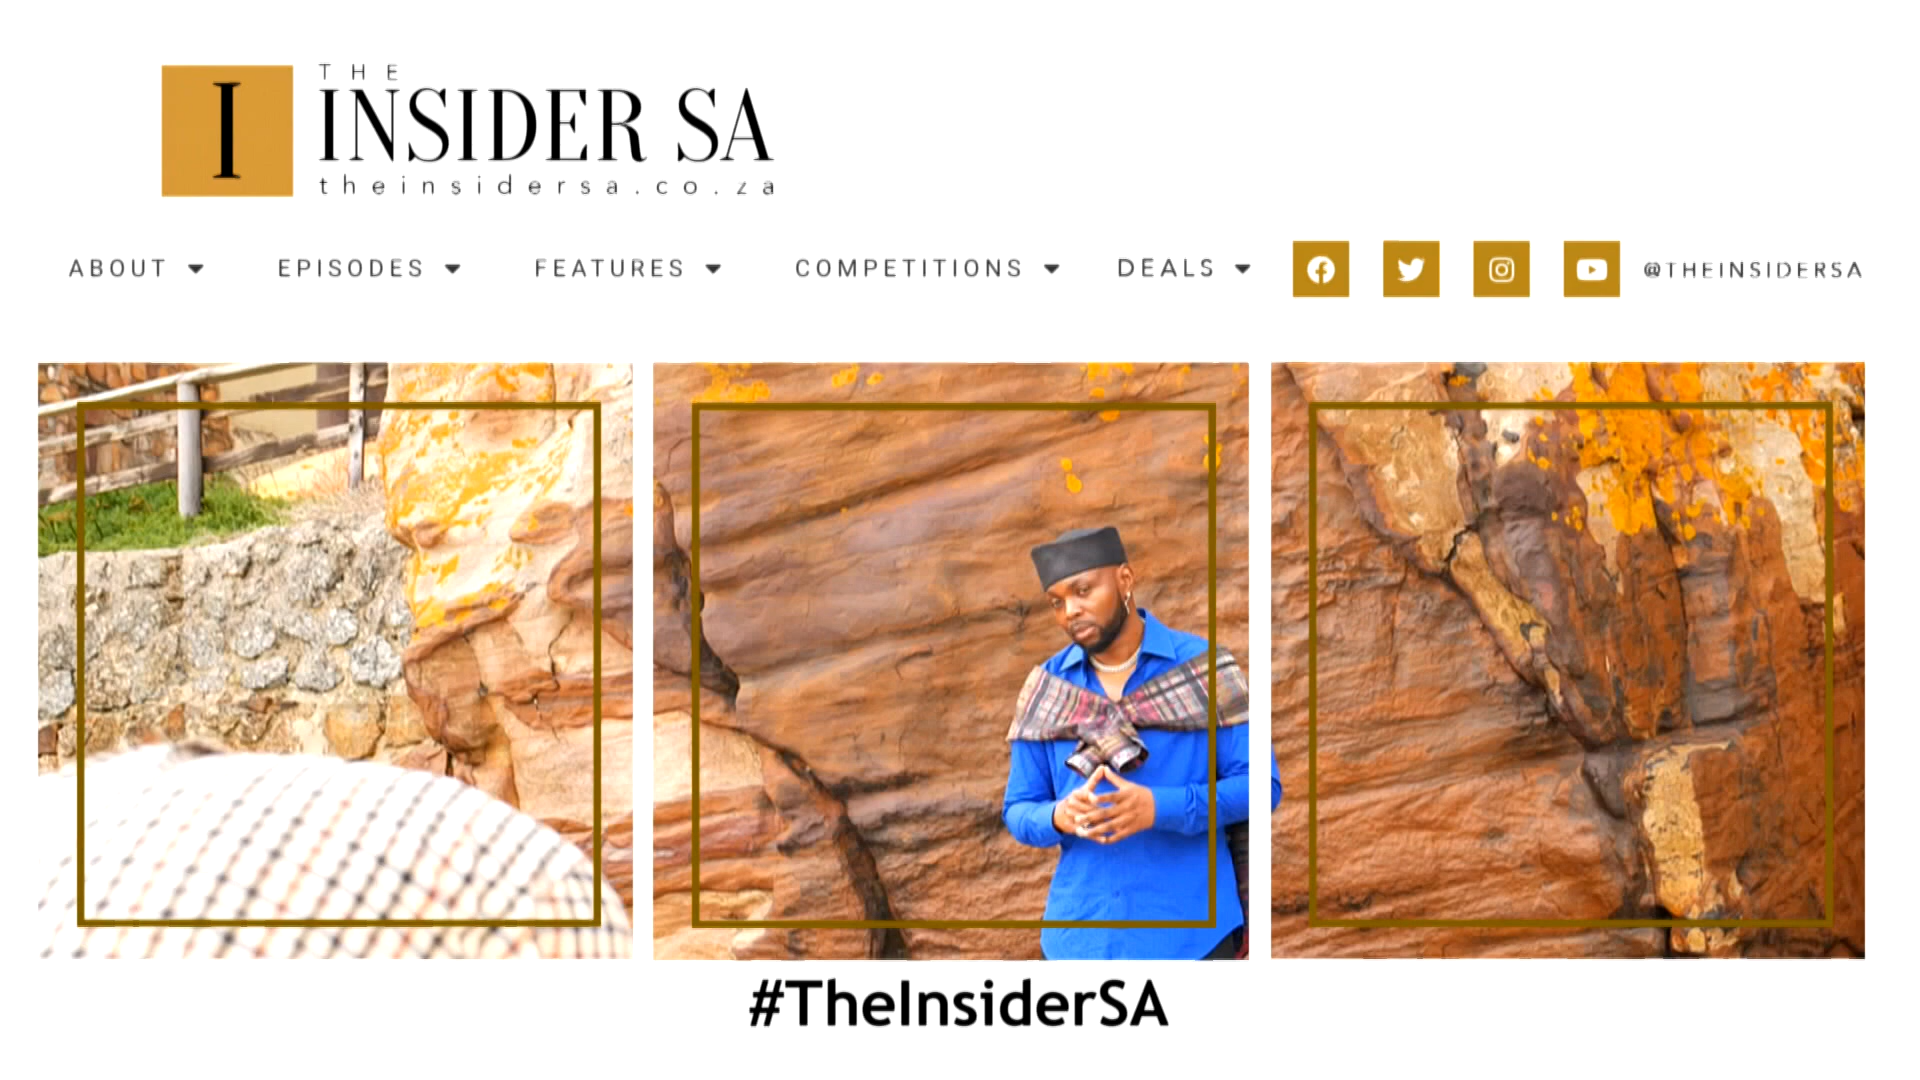 I
THE
INSIDER SA
theinsidersa.co.za
ABOUT EPISODES FEATURES COMPETITIONS DEALS @THEINSIDERSA
#TheInsiderSA